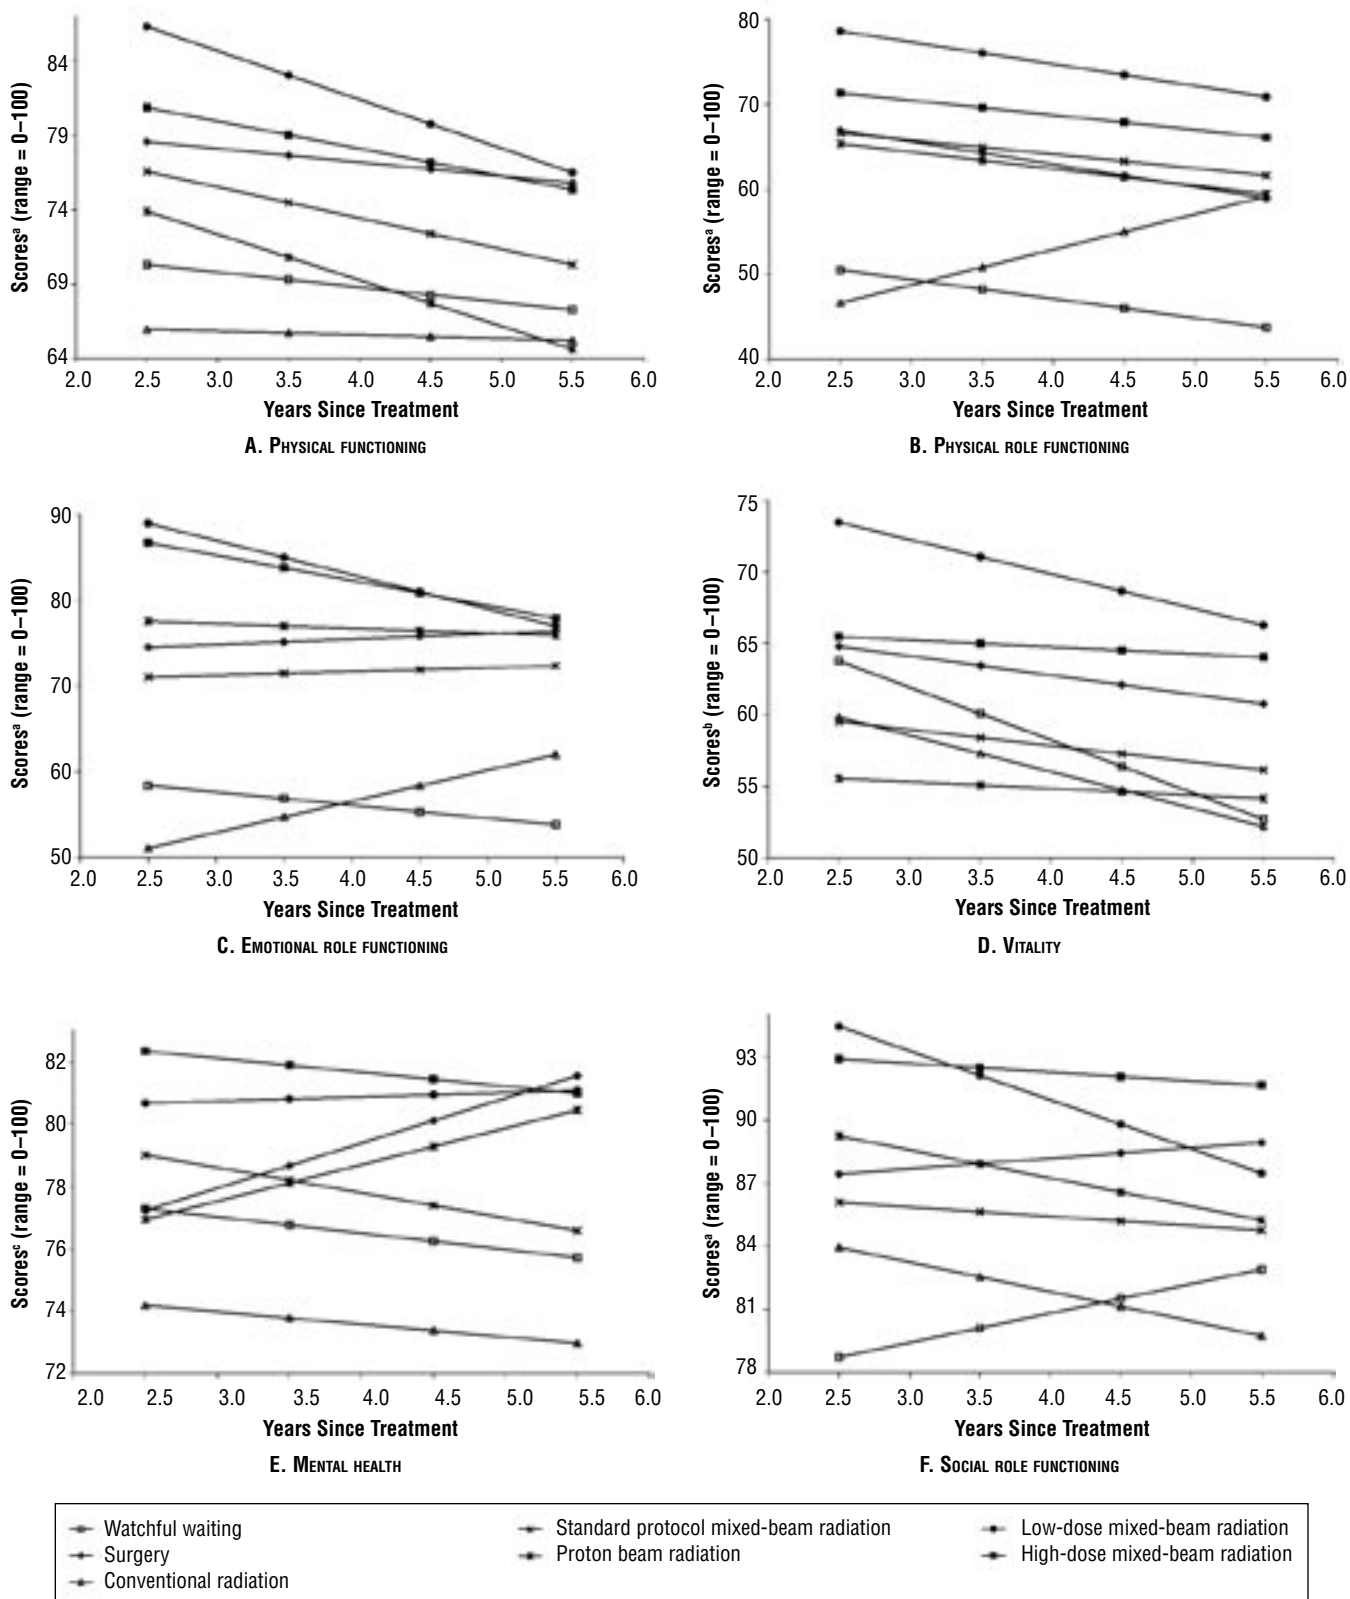 Scoresᵃ (range = 0–100)
84
79
74
69
64
2.0 2.5 3.0 3.5 4.0 4.5 5.0 5.5 6.0
Years Since Treatment
A. Physical functioning
Scoresᵃ (range = 0–100)
80
70
60
50
40
2.0 2.5 3.0 3.5 4.0 4.5 5.0 5.5 6.0
Years Since Treatment
B. Physical role functioning
Scoresᵃ (range = 0–100)
90
80
70
60
50
2.0 2.5 3.0 3.5 4.0 4.5 5.0 5.5 6.0
Years Since Treatment
C. Emotional role functioning
Scoresᵇ (range = 0–100)
75
70
65
60
55
50
2.0 2.5 3.0 3.5 4.0 4.5 5.0 5.5 6.0
Years Since Treatment
D. Vitality
Scoresᶜ (range = 0–100)
82
80
78
76
74
72
2.0 2.5 3.0 3.5 4.0 4.5 5.0 5.5 6.0
Years Since Treatment
E. Mental health
Scoresᵃ (range = 0–100)
93
90
87
84
81
78
2.0 2.5 3.0 3.5 4.0 4.5 5.0 5.5 6.0
Years Since Treatment
F. Social role functioning
Watchful waiting
Surgery
Conventional radiation
Standard protocol mixed-beam radiation
Proton beam radiation
Low-dose mixed-beam radiation
High-dose mixed-beam radiation